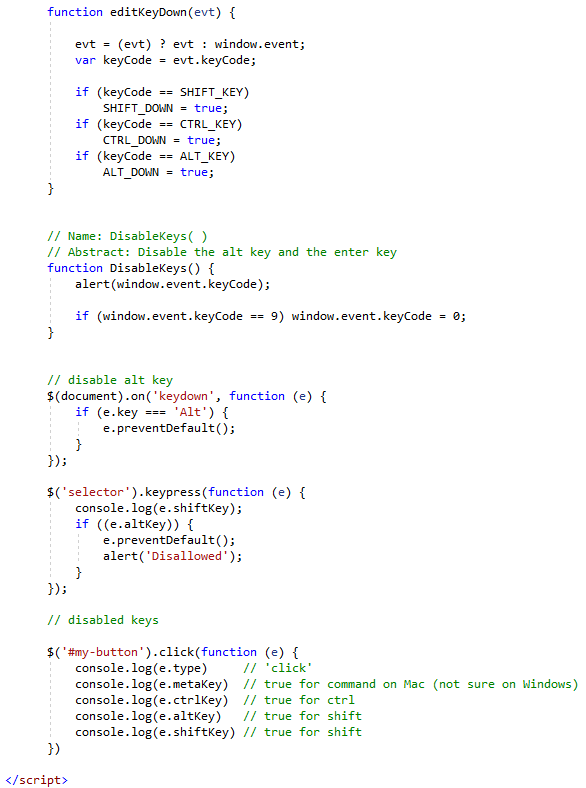 function editKeyDown(evt) {
evt = (evt) ? evt : window.event;
var keyCode = evt.keyCode;
if (keyCode == SHIFT_KEY)
SHIFT_DOWN = true;
if (keyCode == CTRL_KEY)
CTRL_DOWN = true;
if (keyCode == ALT_KEY)
ALT_DOWN = true;
}
// Name: DisableKeys( )
// Abstract: Disable the alt key and the enter key
function DisableKeys() {
alert(window.event.keyCode);
if (window.event.keyCode == 9) window.event.keyCode = 0;
}
// disable alt key
$(document).on('keydown', function (e) {
if (e.key === 'Alt') {
e.preventDefault();
}
});
$('selector').keypress(function (e) {
console.log(e.shiftKey);
if ((e.altKey)) {
e.preventDefault();
alert('Disallowed');
}
});
// disabled keys
$('#my-button').click(function (e) {
console.log(e.type)     // 'click'
console.log(e.metaKey)  // true for command on Mac (not sure on Windows)
console.log(e.ctrlKey)  // true for ctrl
console.log(e.altKey)   // true for shift
console.log(e.shiftKey) // true for shift
})
</script>